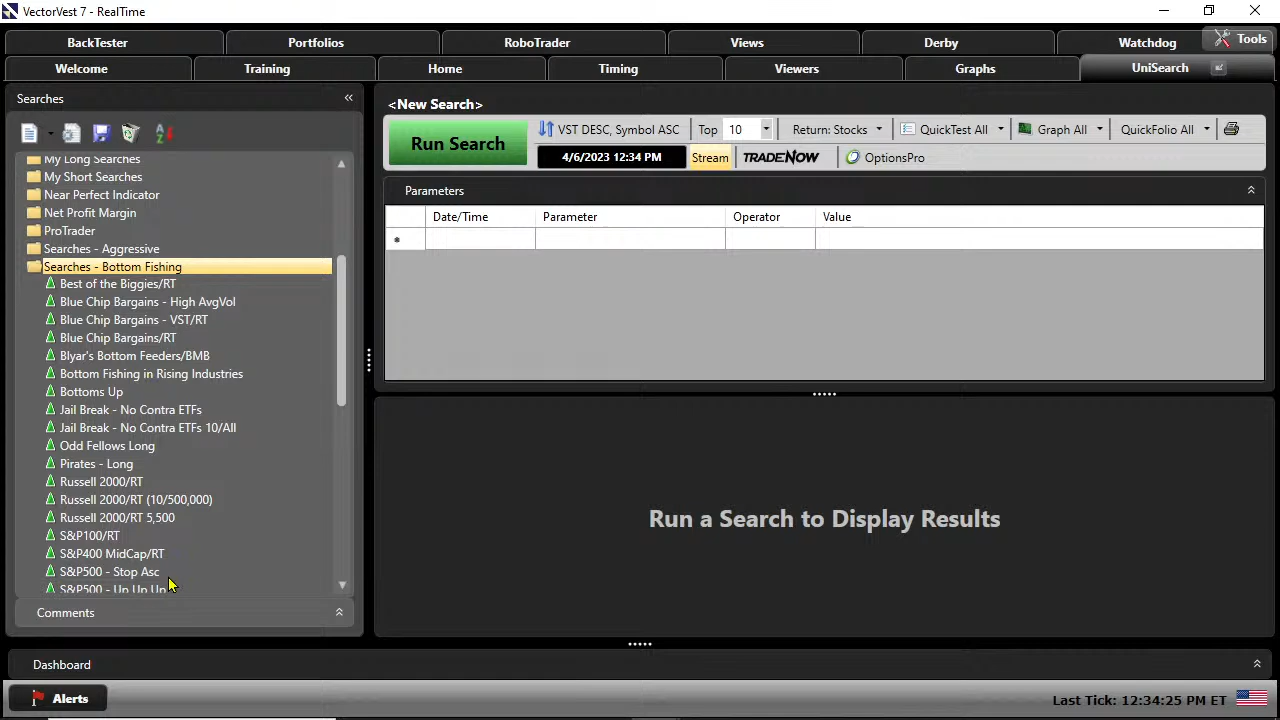 VectorVest 7 - RealTime
BackTester
Portfolios
RoboTrader
Views
Derby
Watchdog
Tools
Welcome
Training
Home
Timing
Viewers
Graphs
UniSearch
Searches
My Long Searches
My Short Searches
Near Perfect Indicator
Net Profit Margin
ProTrader
Searches - Aggressive
Searches - Bottom Fishing
Best of the Biggies/RT
Blue Chip Bargains - High AvgVol
Blue Chip Bargains - VST/RT
Blue Chip Bargains/RT
Blyar's Bottom Feeders/BMB
Bottom Fishing in Rising Industries
Bottoms Up
Jail Break - No Contra ETFs
Jail Break - No Contra ETFs 10/All
Odd Fellows Long
Pirates - Long
Russell 2000/RT
Russell 2000/RT (10/500,000)
Russell 2000/RT 5,500
S&P100/RT
S&P400 MidCap/RT
S&P500 - Stop Asc
S&P500 - Up Up Up
Comments
<New Search>
Run Search
VST DESC, Symbol ASC
Top 10
Return: Stocks
QuickTest All
Graph All
QuickFolio All
4/6/2023 12:34 PM
Stream
TRADENOW
OptionsPro
Parameters
Date/Time
Parameter
Operator
Value
Run a Search to Display Results
Dashboard
Alerts
Last Tick: 12:34:25 PM ET